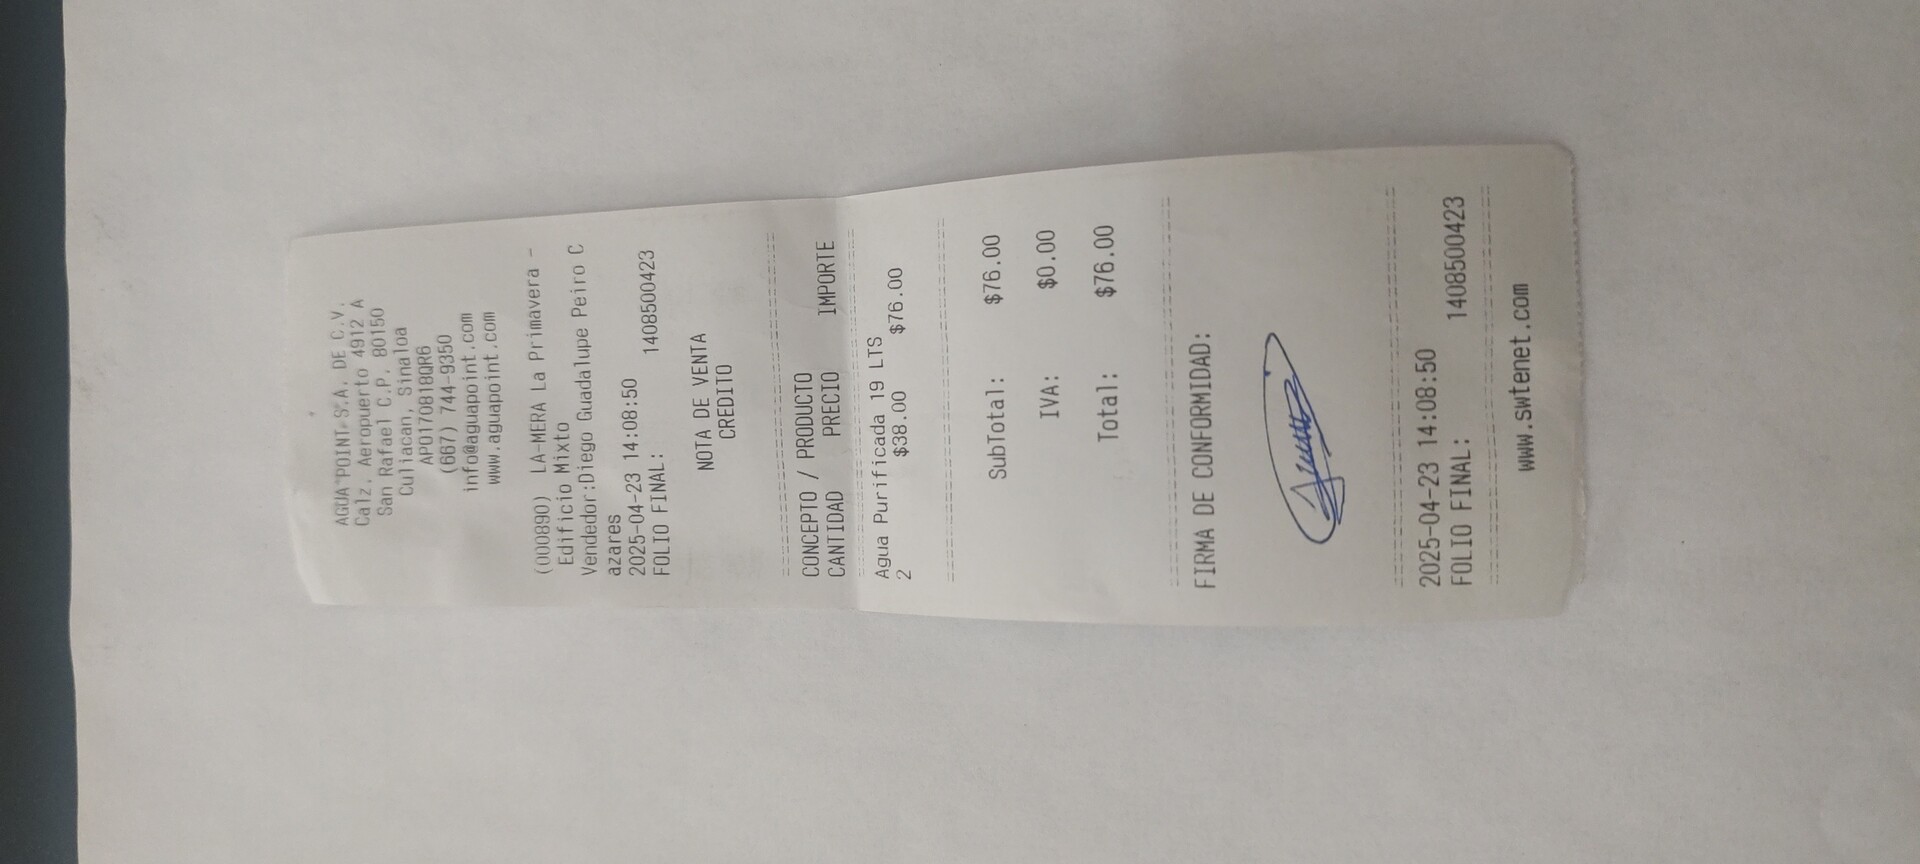 AGUA POINT S.A. DE C.V.
Calz. Aeropuerto 4912 A
San Rafael C.P. 80150
Culiacan, Sinaloa
APO170818QR6
(667) 744-9350
info@aguapoint.com
www.aguapoint.com
(000890) LA-MERA La Primavera -
Edificio Mixto
Vendedor:Diego Guadalupe Peiro C
azares
2025-04-23 14:08:50
FOLIO FINAL: 1408500423
NOTA DE VENTA
CREDITO
CONCEPTO / PRODUCTO
CANTIDAD PRECIO IMPORTE
Agua Purificada 19 LTS
2 $38.00 $76.00
SubTotal: $76.00
IVA: $0.00
Total: $76.00
FIRMA DE CONFORMIDAD:
2025-04-23 14:08:50
FOLIO FINAL: 1408500423
www.swtenet.com